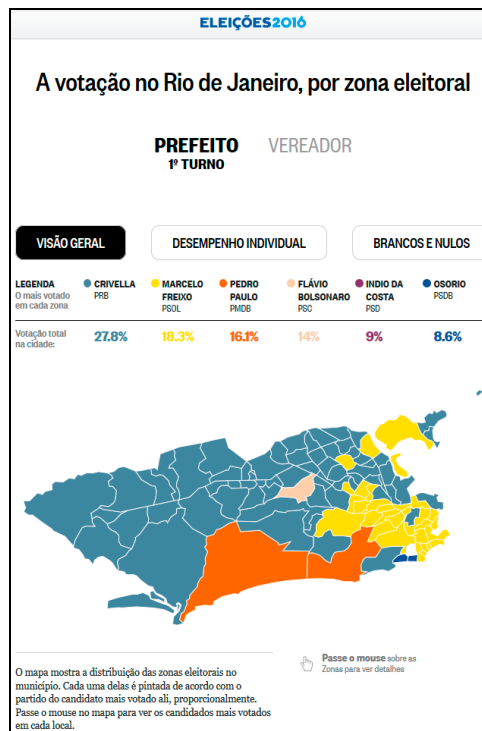 ELEIÇÕES2016
A votação no Rio de Janeiro, por zona eleitoral
PREFEITO VEREADOR
1º TURNO
VISÃO GERAL DESEMPENHO INDIVIDUAL BRANCOS E NULOS
LEGENDA CRIVELLA MARCELO PEDRO FLÁVIO INDIO DA OSORIO
O mais votado PRB FREIXO PAULO BOLSONARO COSTA PSDB
em cada zona PSOL PMDB PSC PSD
Votação total 27.8% 18.3% 16.1% 14% 9% 8.6%
na cidade:
Passe o mouse sobre as
Zonas para ver detalhes
O mapa mostra a distribuição das zonas eleitorais no
município. Cada uma delas é pintada de acordo com o
partido do candidato mais votado ali, proporcionalmente.
Passe o mouse no mapa para ver os candidatos mais votados
em cada local.